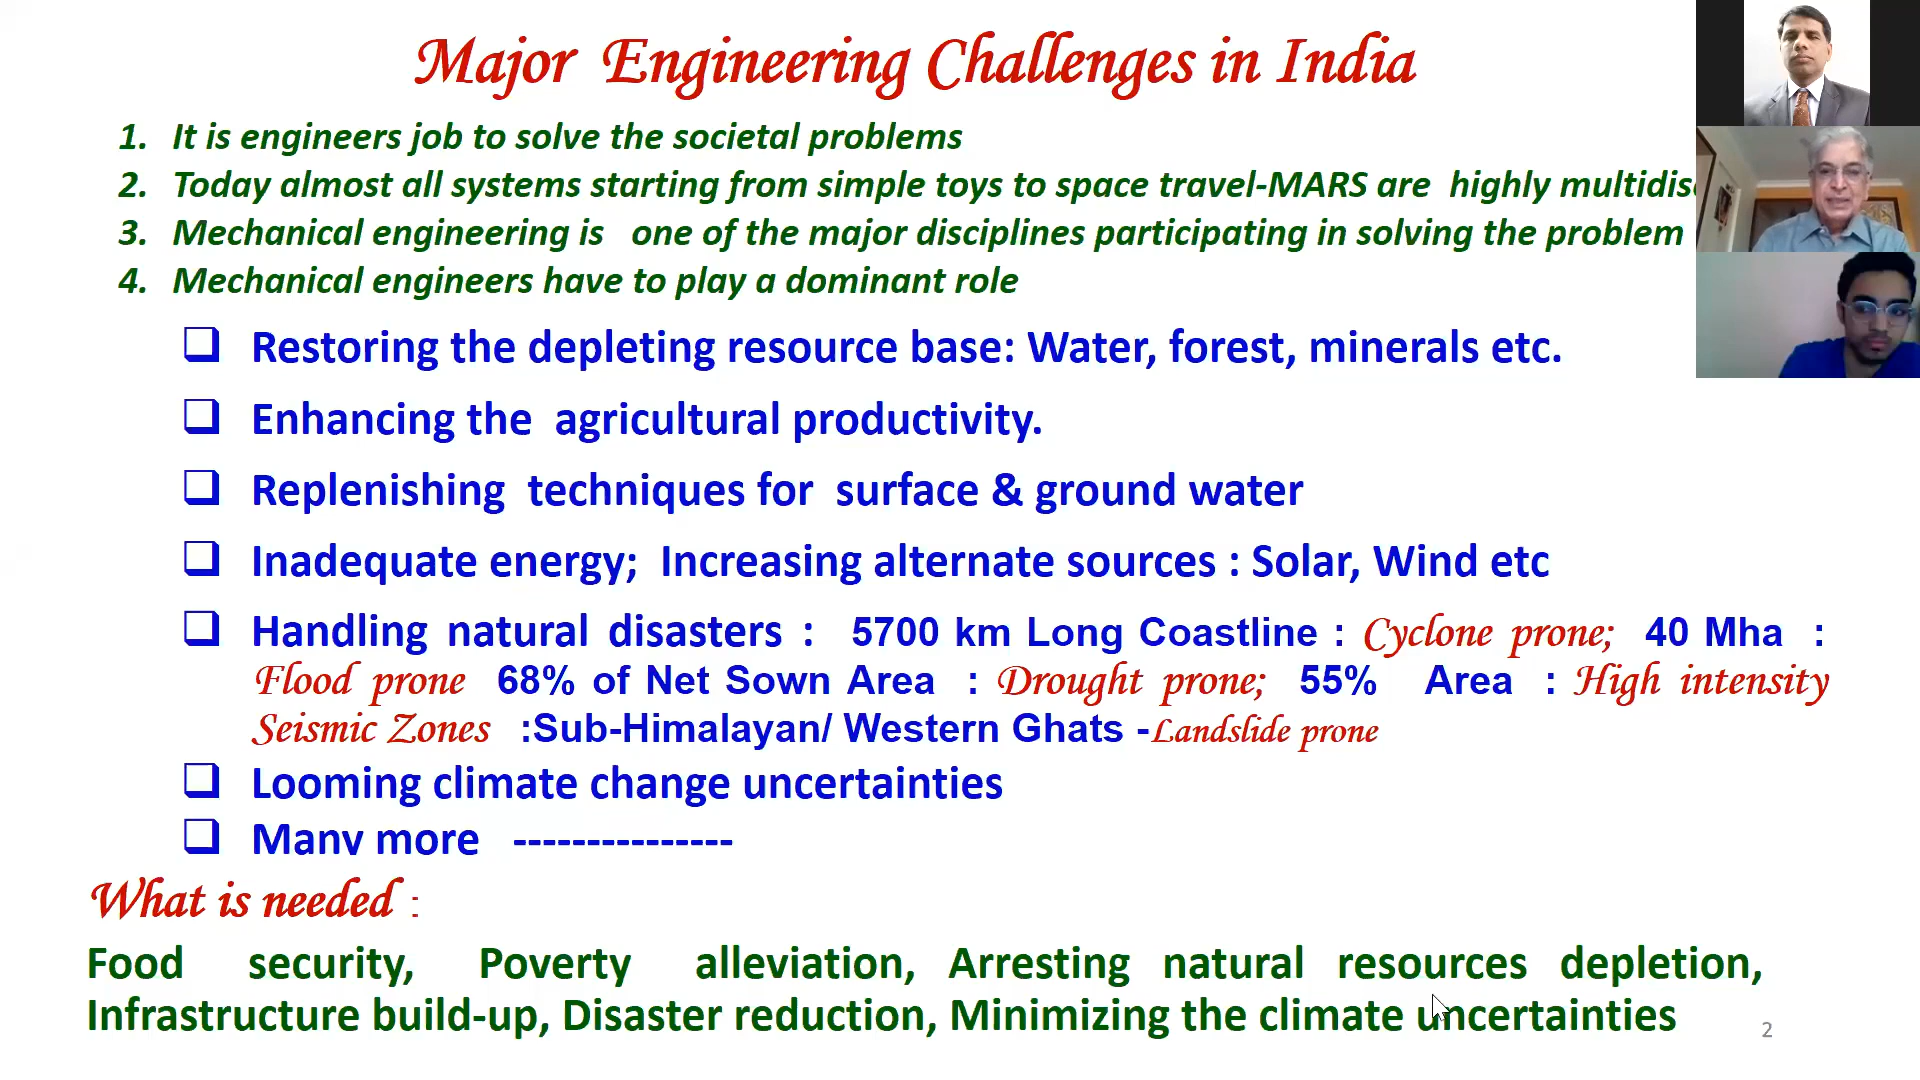 Major Engineering Challenges in India
1. It is engineers job to solve the societal problems
2. Today almost all systems starting from simple toys to space travel-MARS are highly
3. Mechanical engineering is one of the major disciplines participating in solving the problem
4. Mechanical engineers have to play a dominant role
❑ Restoring the depleting resource base: Water, forest, minerals etc.
❑ Enhancing the agricultural productivity.
❑ Replenishing techniques for surface & ground water
❑ Inadequate energy; Increasing alternate sources : Solar, Wind etc
❑ Handling natural disasters : 5700 km Long Coastline : Cyclone prone; 40 Mha :
Flood prone 68% of Net Sown Area : Drought prone; 55% Area : High intensity
Seismic Zones :Sub-Himalayan/ Western Ghats -Landslide prone
❑ Looming climate change uncertainties
❑ Many more ---------------
What is needed :
Food security, Poverty alleviation, Arresting natural resources depletion,
Infrastructure build-up, Disaster reduction, Minimizing the climate uncertainties
2